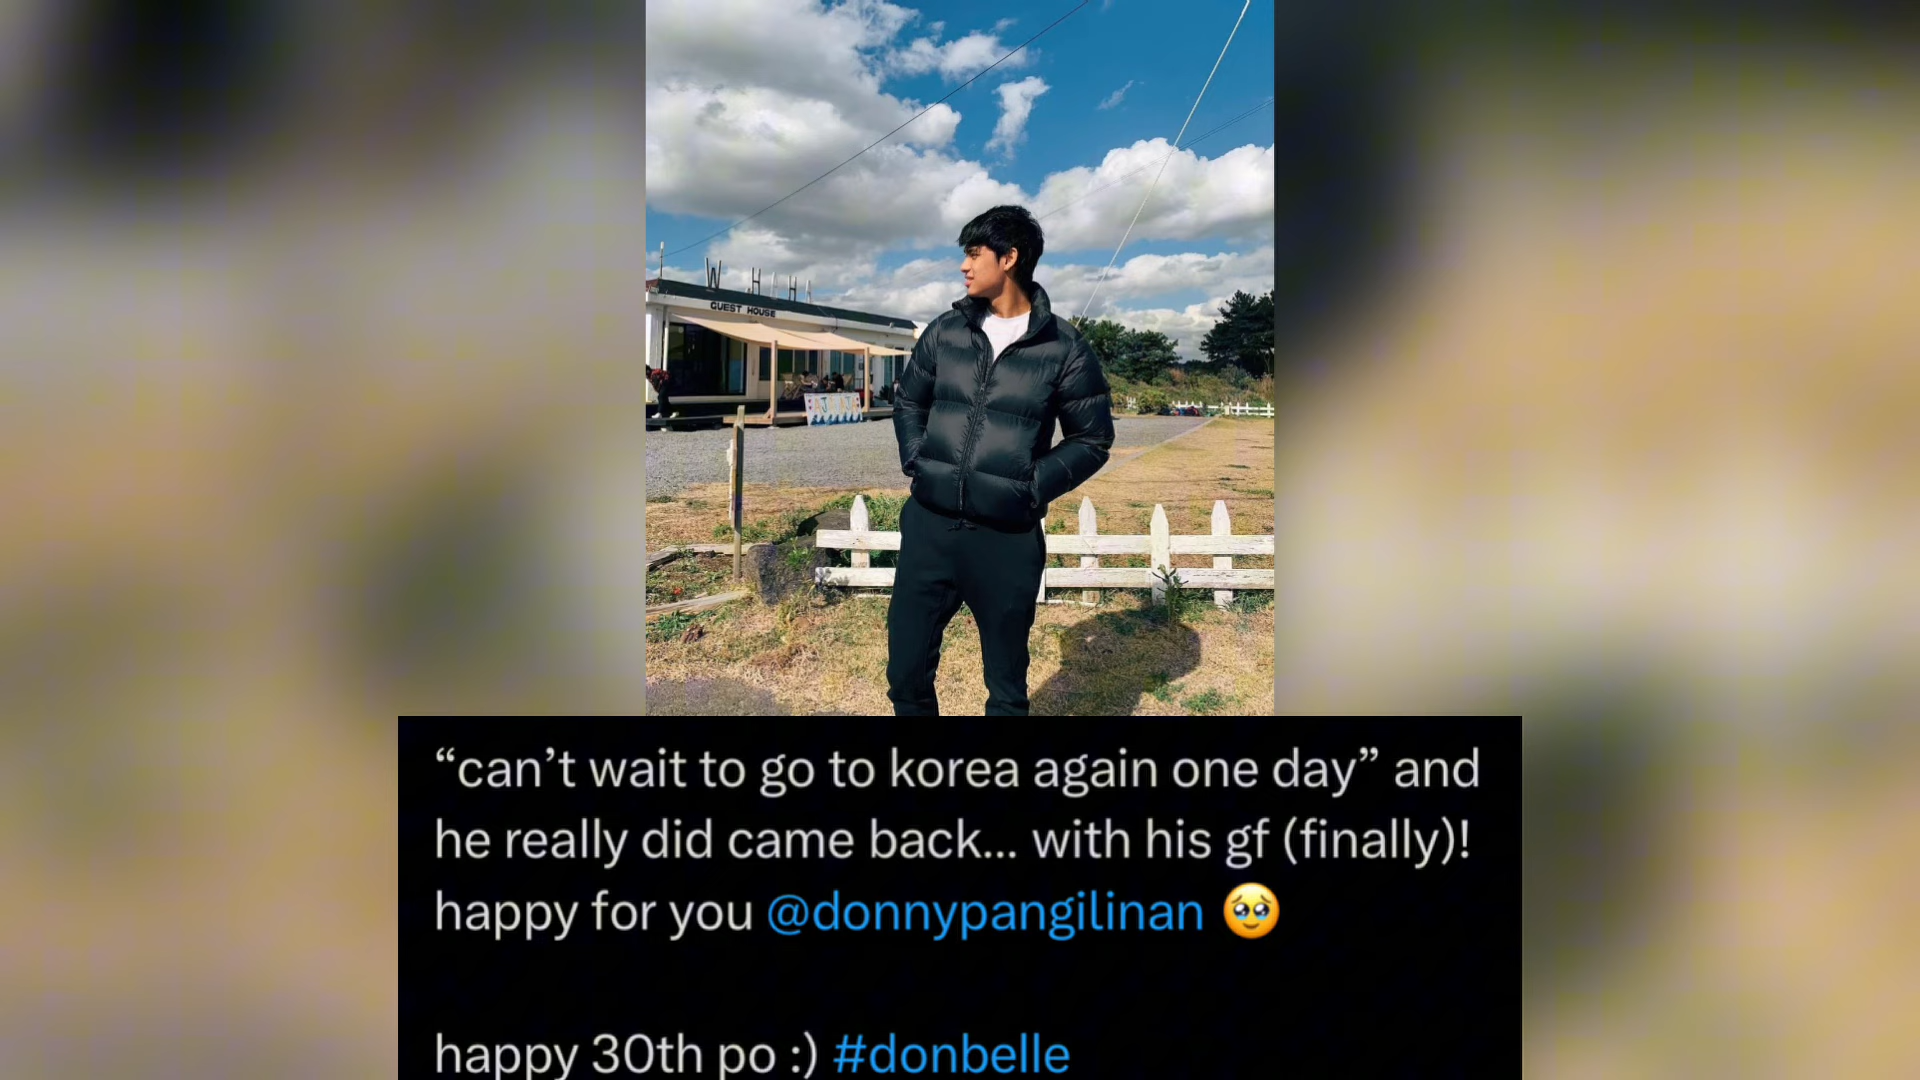 GUEST HOUSE
“can’t wait to go to korea again one day” and
he really did came back... with his gf (finally)!
happy for you @donnypangilinan 🥹
happy 30th po :) #donbelle